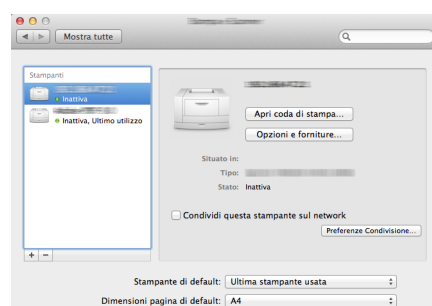 Mostra tutte
Stampanti
Inattiva
Inattiva, Ultimo utilizzo
Apri coda di stampa...
Opzioni e forniture...
Situato in:
Tipo:
Stato: Inattiva
Condividi questa stampante sul network
Preferenze Condivisione...
+ −
Stampante di default: Ultima stampante usata
Dimensioni pagina di default: A4